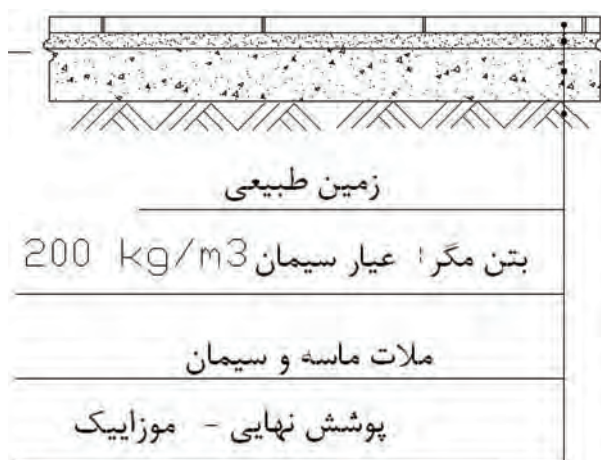 زمین طبیعی
بتن مگر: عیار سیمان 200 kg/m3
ملات ماسه و سیمان
پوشش نهایی - موزاییک